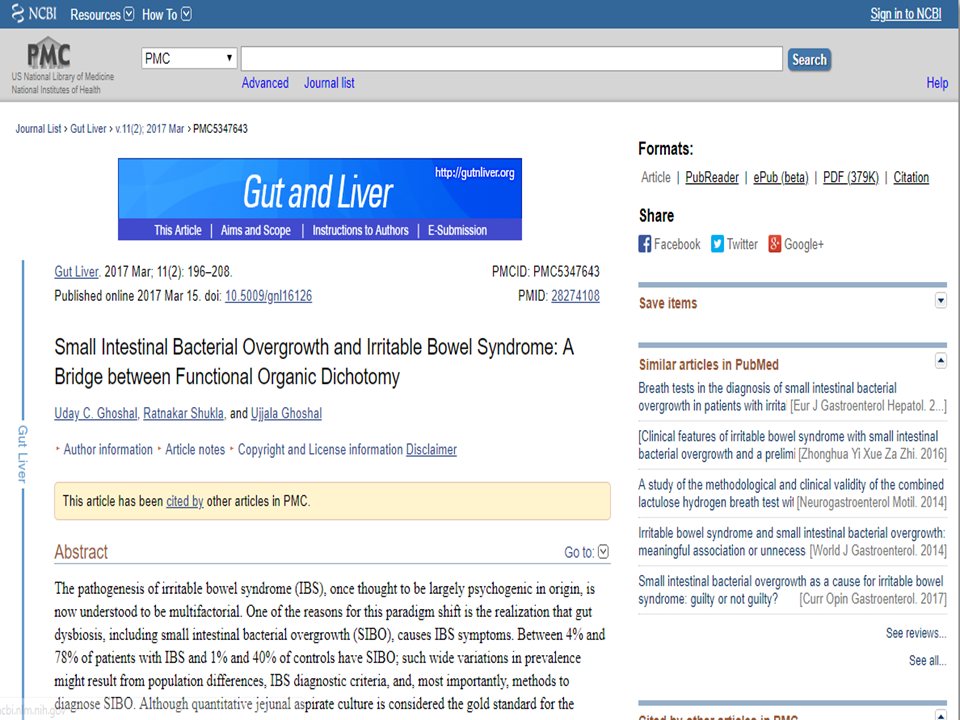 NCBI Resources How To Sign in to NCBI
PMC
US National Library of Medicine
National Institutes of Health
PMC Search
Advanced Journal list
Help
Journal List › Gut Liver › v.11(2); 2017 Mar › PMC5347643
http://gutnliver.org
Gut and Liver
This Article | Aims and Scope | Instructions to Authors | E-Submission
Gut Liver
Gut Liver. 2017 Mar; 11(2): 196–208. PMCID: PMC5347643
Published online 2017 Mar 15. doi: 10.5009/gnl16126 PMID: 28274108
Small Intestinal Bacterial Overgrowth and Irritable Bowel Syndrome: A
Bridge between Functional Organic Dichotomy
Uday C. Ghoshal, Ratnakar Shukla, and Ujjala Ghoshal
Author information Article notes Copyright and License information Disclaimer
This article has been cited by other articles in PMC.
Abstract Go to:
The pathogenesis of irritable bowel syndrome (IBS), once thought to be largely psychogenic in origin, is
now understood to be multifactorial. One of the reasons for this paradigm shift is the realization that gut
dysbiosis, including small intestinal bacterial overgrowth (SIBO), causes IBS symptoms. Between 4% and
78% of patients with IBS and 1% and 40% of controls have SIBO; such wide variations in prevalence
might result from population differences, IBS diagnostic criteria, and, most importantly, methods to
diagnose SIBO. Although quantitative jejunal aspirate culture is considered the gold standard for the
Formats:
Article | PubReader | ePub (beta) | PDF (379K) | Citation
Share
Facebook Twitter Google+
Save items
Similar articles in PubMed
Breath tests in the diagnosis of small intestinal bacterial
overgrowth in patients with irrita [Eur J Gastroenterol Hepatol. 2...]
[Clinical features of irritable bowel syndrome with small intestinal
bacterial overgrowth and a prelimi [Zhonghua Yi Xue Za Zhi. 2016]
A study of the methodological and clinical validity of the combined
lactulose hydrogen breath test wit [Neurogastroenterol Motil. 2014]
Irritable bowel syndrome and small intestinal bacterial overgrowth:
meaningful association or unnecess [World J Gastroenterol. 2014]
Small intestinal bacterial overgrowth as a cause for irritable bowel
syndrome: guilty or not guilty? [Curr Opin Gastroenterol. 2017]
See reviews...
See all...
Cited by other articles in PMC